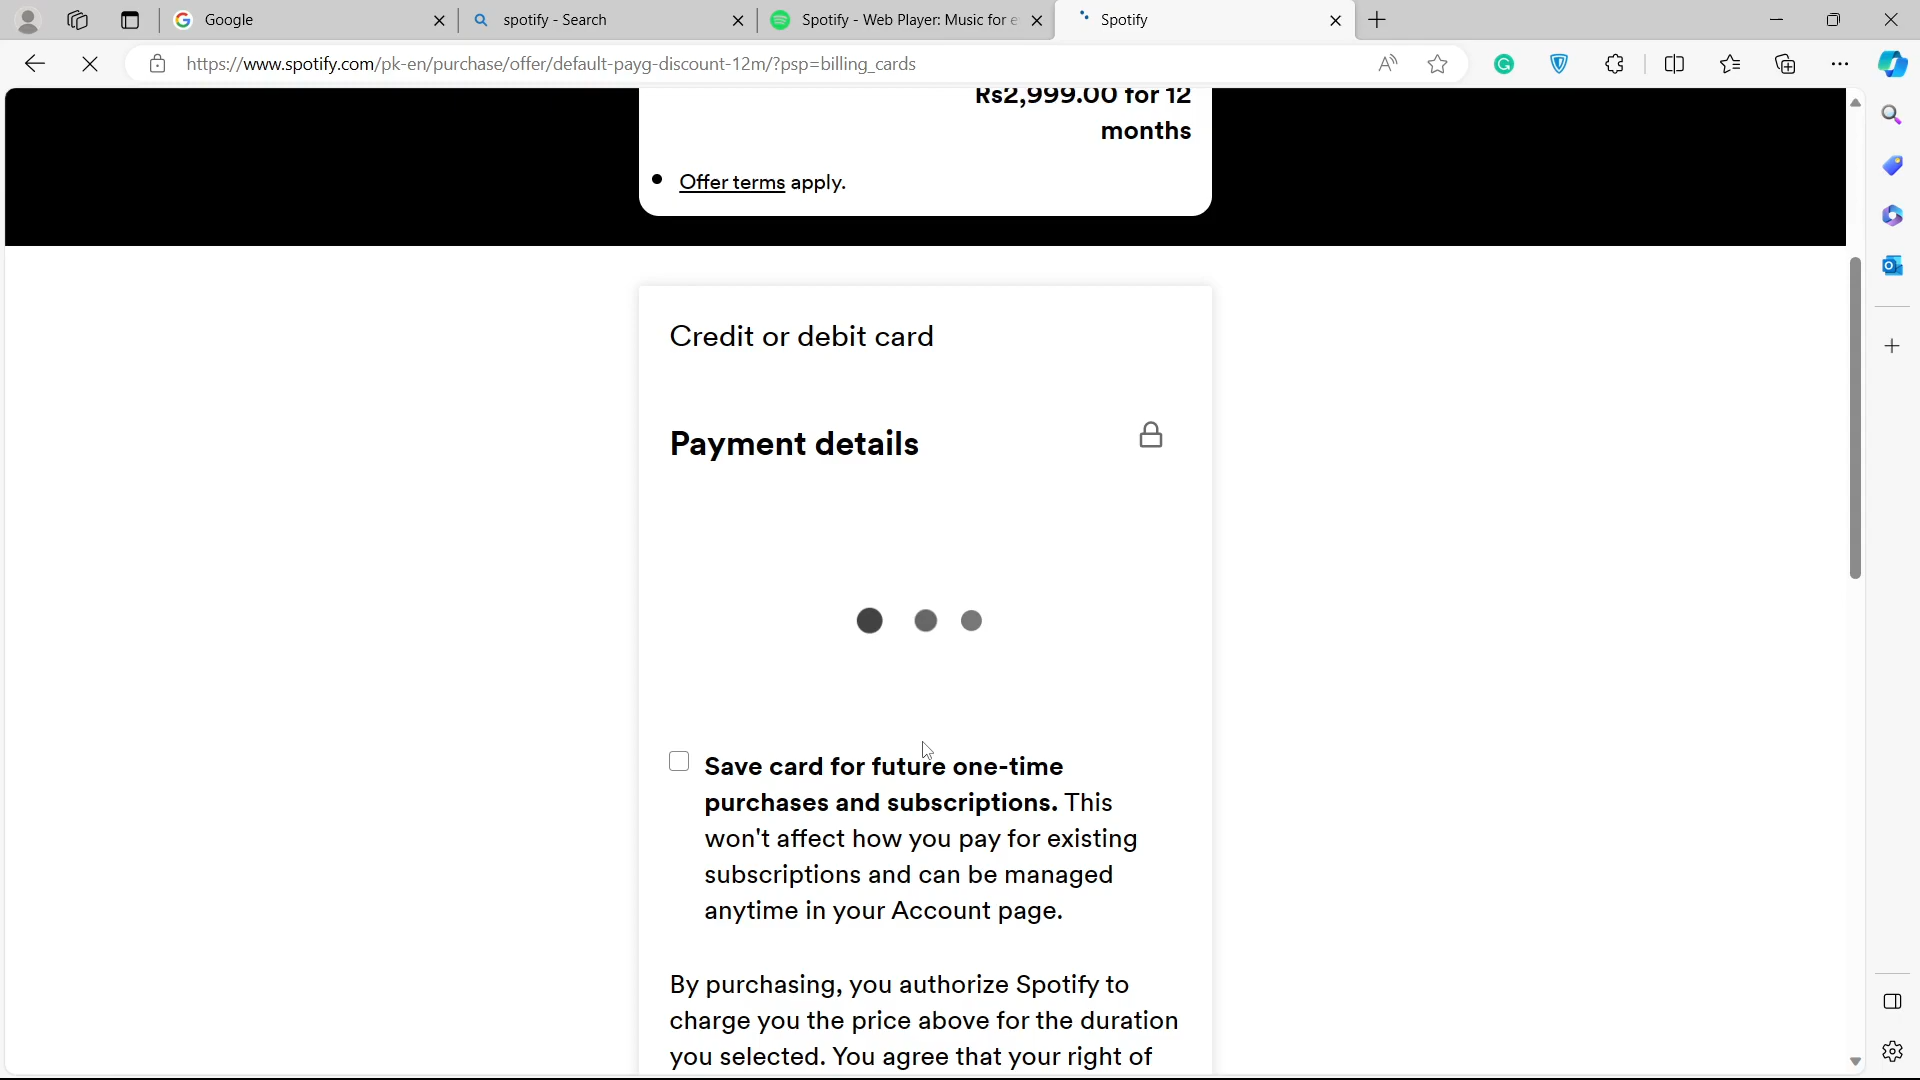 Google
spotify - Search
Spotify - Web Player: Music for e
Spotify
https://www.spotify.com/pk-en/purchase/offer/default-payg-discount-12m/?psp=billing_cards
Rs2,999.00 for 12
months
Offer terms apply.
Credit or debit card
Payment details
Save card for future one-time
purchases and subscriptions. This
won't affect how you pay for existing
subscriptions and can be managed
anytime in your Account page.
By purchasing, you authorize Spotify to
charge you the price above for the duration
you selected. You agree that your right of